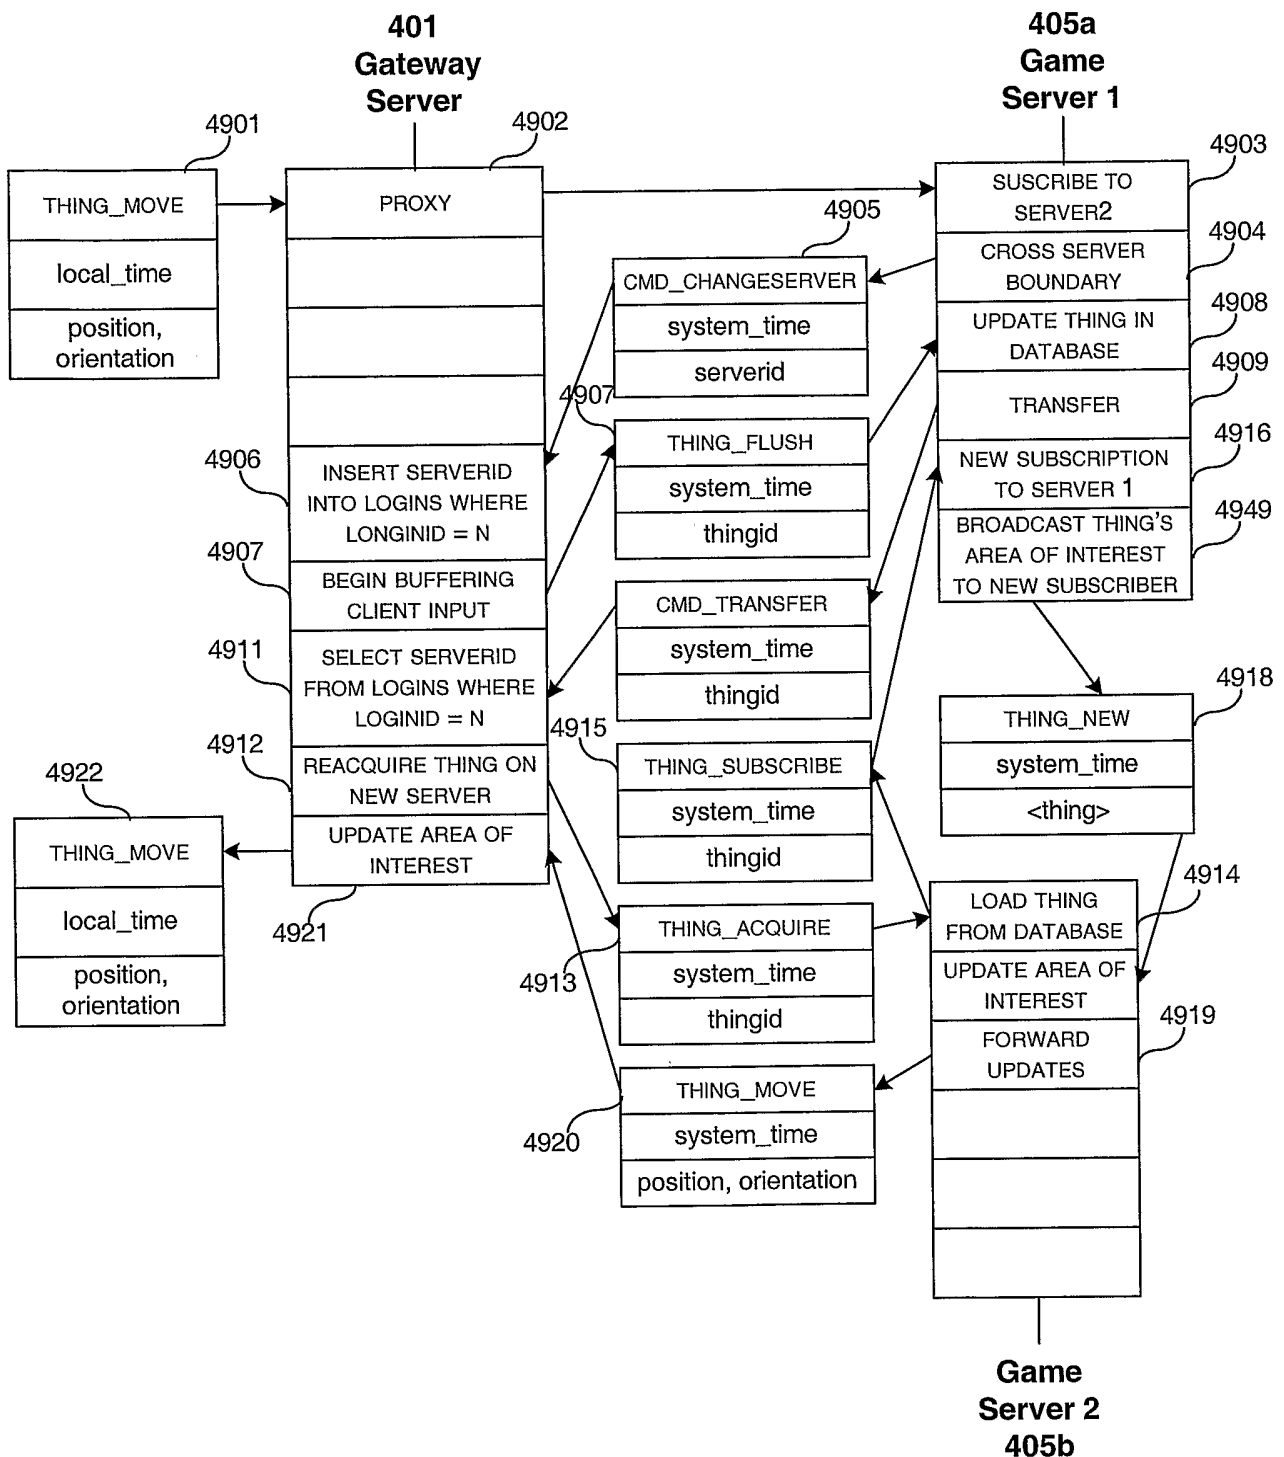 401
Gateway
Server
405a
Game
Server 1
4901
4902
4903
THING_MOVE
local_time
position,
orientation
PROXY
SUSCRIBE TO
SERVER2
4905
4904
CMD_CHANGESERVER
system_time
serverid
CROSS SERVER
BOUNDARY
4908
UPDATE THING IN
DATABASE
4909
4907
THING_FLUSH
system_time
thingid
TRANSFER
4916
NEW SUBSCRIPTION
TO SERVER 1
4949
BROADCAST THING'S
AREA OF INTEREST
TO NEW SUBSCRIBER
4906
INSERT SERVERID
INTO LOGINS WHERE
LONGINID = N
4907
BEGIN BUFFERING
CLIENT INPUT
CMD_TRANSFER
system_time
thingid
4911
SELECT SERVERID
FROM LOGINS WHERE
LOGINID = N
4918
THING_NEW
system_time
<thing>
4915
THING_SUBSCRIBE
system_time
thingid
4912
REACQUIRE THING ON
NEW SERVER
4922
THING_MOVE
local_time
position,
orientation
UPDATE AREA OF
INTEREST
4921
4914
LOAD THING
FROM DATABASE
THING_ACQUIRE
system_time
thingid
4913
UPDATE AREA OF
INTEREST
4919
FORWARD
UPDATES
THING_MOVE
system_time
position, orientation
4920
Game
Server 2
405b